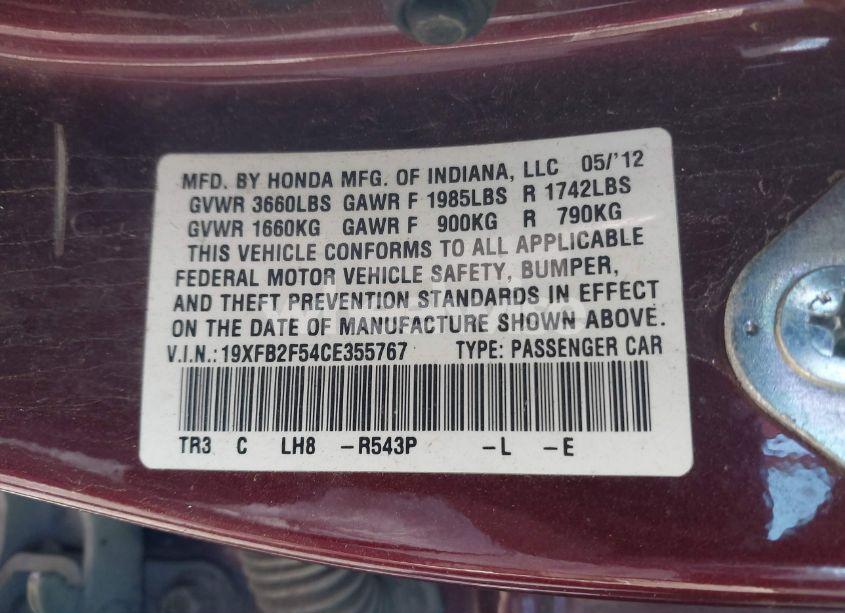 MFD. BY HONDA MFG. OF INDIANA, LLC 05/'12
GVWR 3660LBS GAWR F 1985LBS R 1742LBS
GVWR 1660KG GAWR F 900KG R 790KG
THIS VEHICLE CONFORMS TO ALL APPLICABLE
FEDERAL MOTOR VEHICLE SAFETY, BUMPER,
AND THEFT PREVENTION STANDARDS IN EFFECT
ON THE DATE OF MANUFACTURE SHOWN ABOVE.
V.I.N.:19XFB2F54CE355767 TYPE: PASSENGER CAR
TR3 C LH8 -R543P -L -E